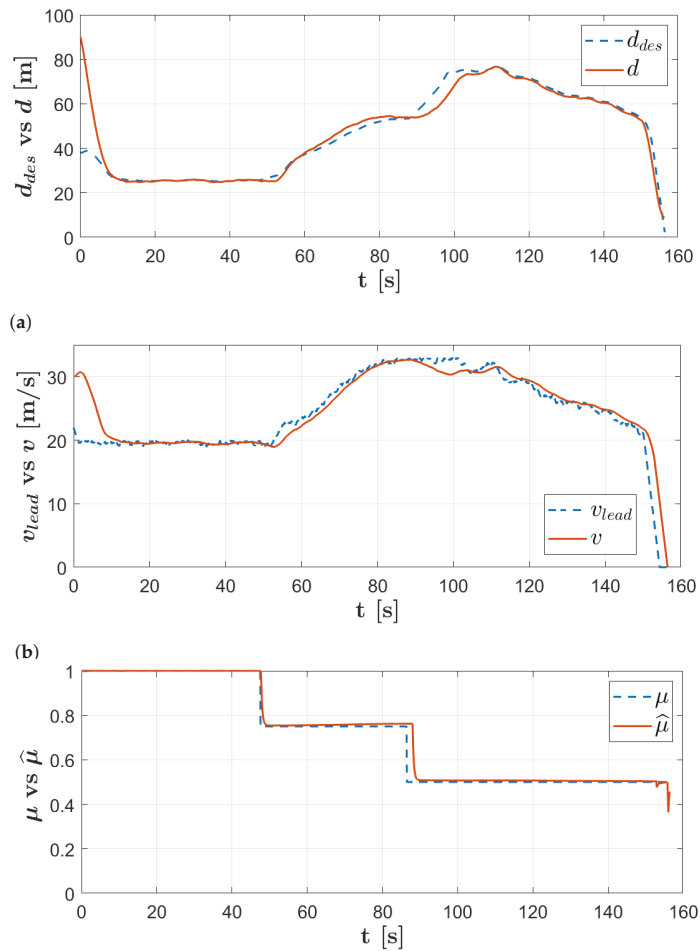 100
80
60
40
20
0
d_des vs d [m]
d_des
d
0 20 40 60 80 100 120 140 160
t [s]
(a)
30
20
10
0
v_lead vs v [m/s]
v_lead
v
0 20 40 60 80 100 120 140 160
t [s]
(b)
1
0.8
0.6
0.4
0.2
0
μ vs μ̂
μ
μ̂
0 20 40 60 80 100 120 140 160
t [s]